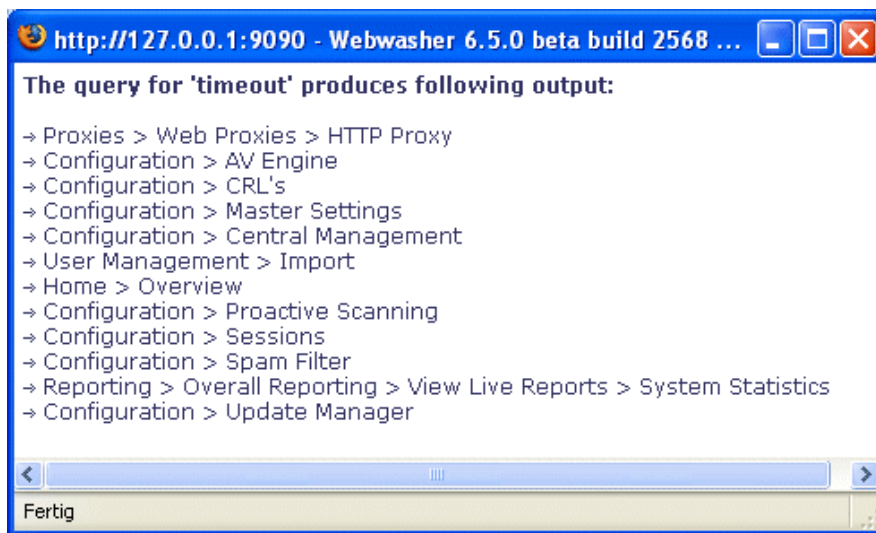 http://127.0.0.1:9090 - Webwasher 6.5.0 beta build 2568 ...
The query for 'timeout' produces following output:
→ Proxies > Web Proxies > HTTP Proxy
→ Configuration > AV Engine
→ Configuration > CRL's
→ Configuration > Master Settings
→ Configuration > Central Management
→ User Management > Import
→ Home > Overview
→ Configuration > Proactive Scanning
→ Configuration > Sessions
→ Configuration > Spam Filter
→ Reporting > Overall Reporting > View Live Reports > System Statistics
→ Configuration > Update Manager
Fertig